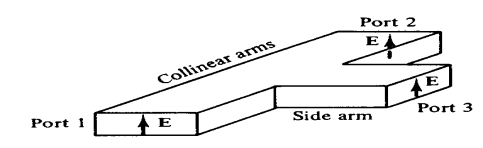 Port 2
E
Collinear arms
E
Port 1
E
Side arm
Port 3